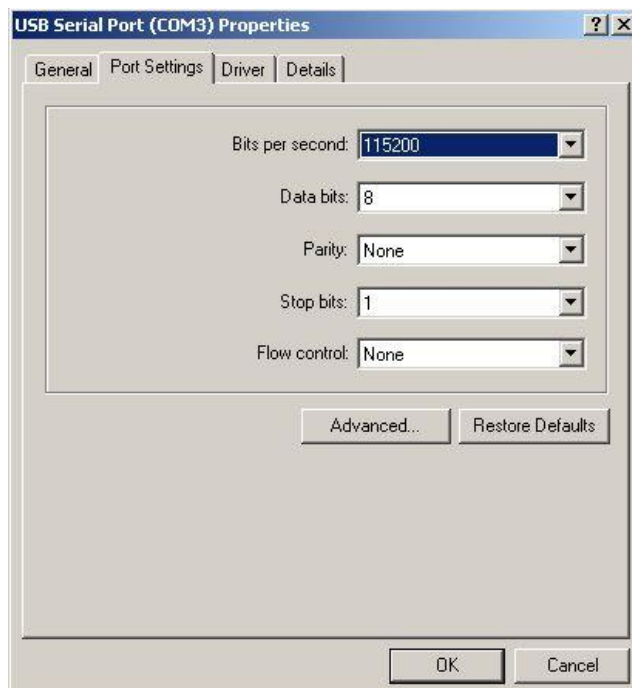 USB Serial Port (COM3) Properties
General Port Settings Driver Details
Bits per second: 115200
Data bits: 8
Parity: None
Stop bits: 1
Flow control: None
Advanced... Restore Defaults
OK Cancel